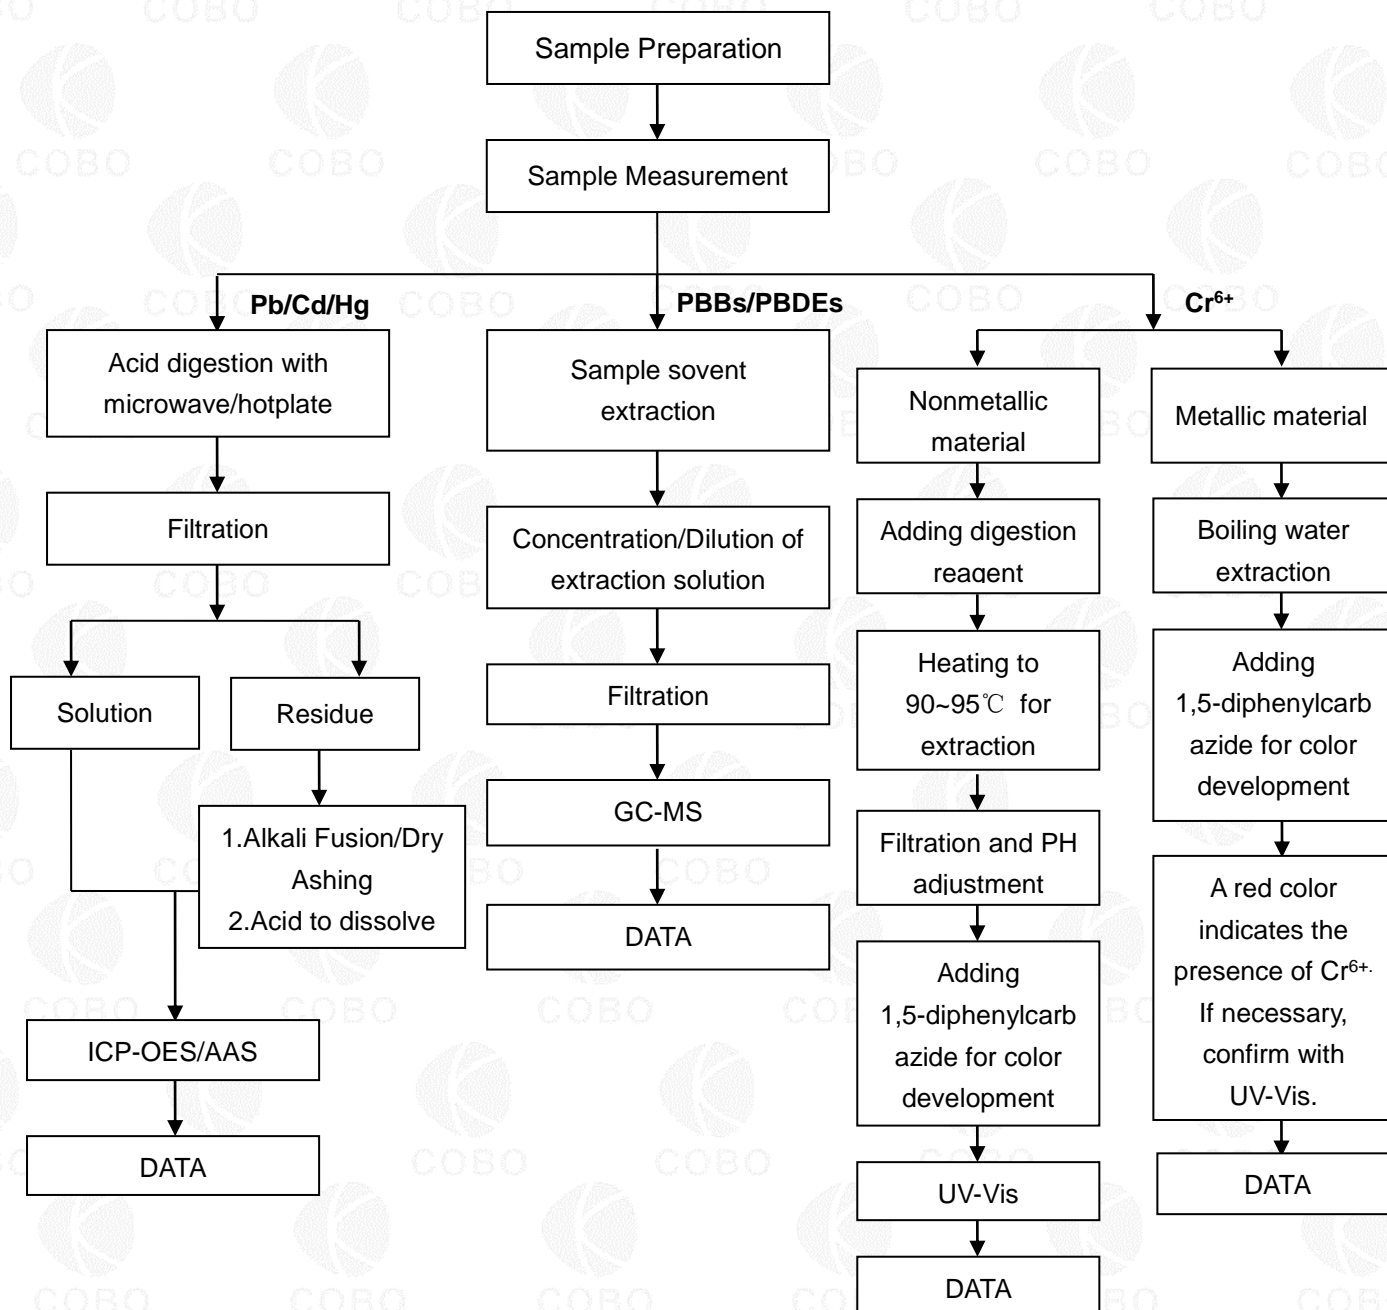 Sample Preparation
Sample Measurement
Pb/Cd/Hg
PBBs/PBDEs
Cr⁶⁺
Acid digestion with
microwave/hotplate
Filtration
Solution
Residue
1.Alkali Fusion/Dry
Ashing
2.Acid to dissolve
ICP-OES/AAS
DATA
Sample sovent
extraction
Concentration/Dilution of
extraction solution
Filtration
GC-MS
DATA
Nonmetallic
material
Adding digestion
reagent
Heating to
90~95℃ for
extraction
Filtration and PH
adjustment
Adding
1,5-diphenylcarb
azide for color
development
UV-Vis
DATA
Metallic material
Boiling water
extraction
Adding
1,5-diphenylcarb
azide for color
development
A red color
indicates the
presence of Cr⁶⁺.
If necessary,
confirm with
UV-Vis.
DATA
COBO